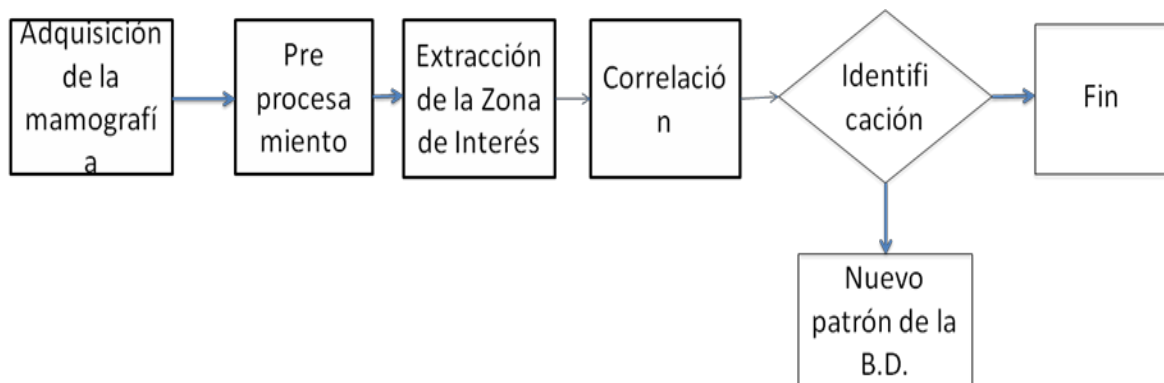 Adquisición
de la
mamografí
a
Pre
procesa
miento
Extracción
de la Zona
de Interés
Correlació
n
Identifi
cación
Fin
Nuevo
patrón de la
B.D.